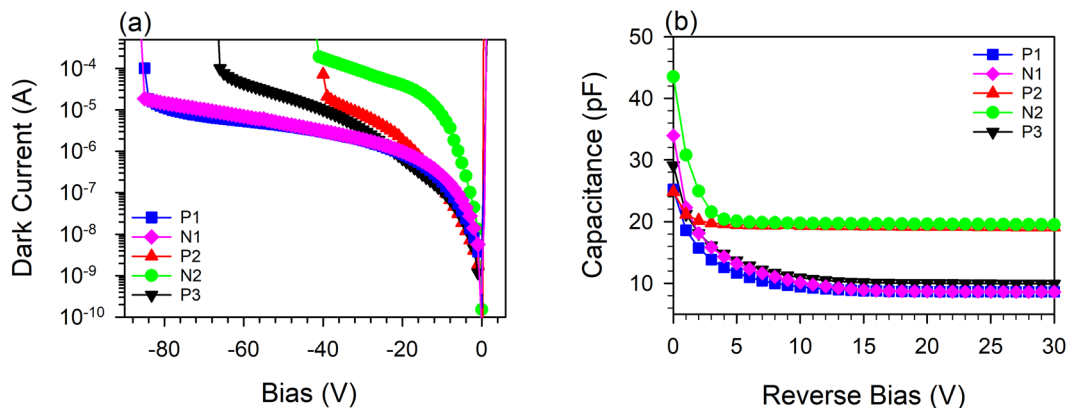 (a)
Dark Current (A)
10-4
10-5
10-6
10-7
10-8
10-9
10-10
P1
N1
P2
N2
P3
-80
-60
-40
-20
0
Bias (V)
(b)
Capacitance (pF)
50
40
30
20
10
0
P1
N1
P2
N2
P3
0
5
10
15
20
25
30
Reverse Bias (V)